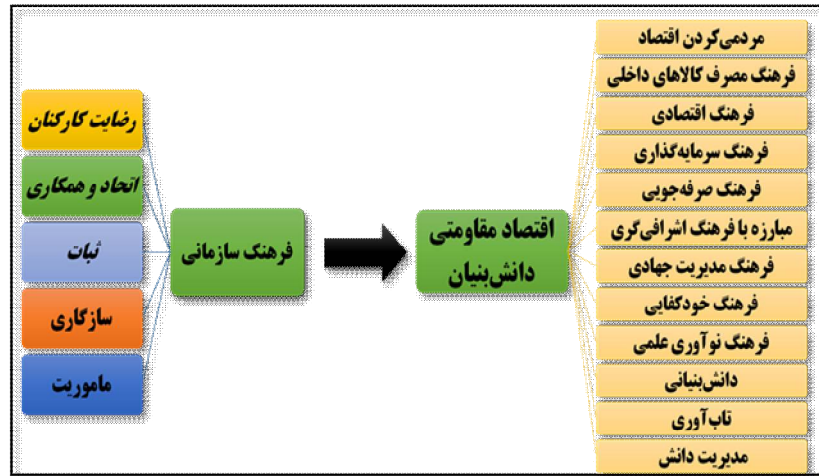 مردمی‌کردن اقتصاد
فرهنگ مصرف کالاهای داخلی
فرهنگ اقتصادی
فرهنگ سرمایه‌گذاری
فرهنگ صرفه‌جویی
مبارزه با فرهنگ اشرافی‌گری
فرهنگ مدیریت جهادی
فرهنگ خودکفایی
فرهنگ نوآوری علمی
دانش‌بنیانی
تاب‌آوری
مدیریت دانش
اقتصاد مقاومتی
دانش‌بنیان
فرهنگ سازمانی
رضایت کارکنان
اتحاد و همکاری
ثبات
سازگاری
ماموریت